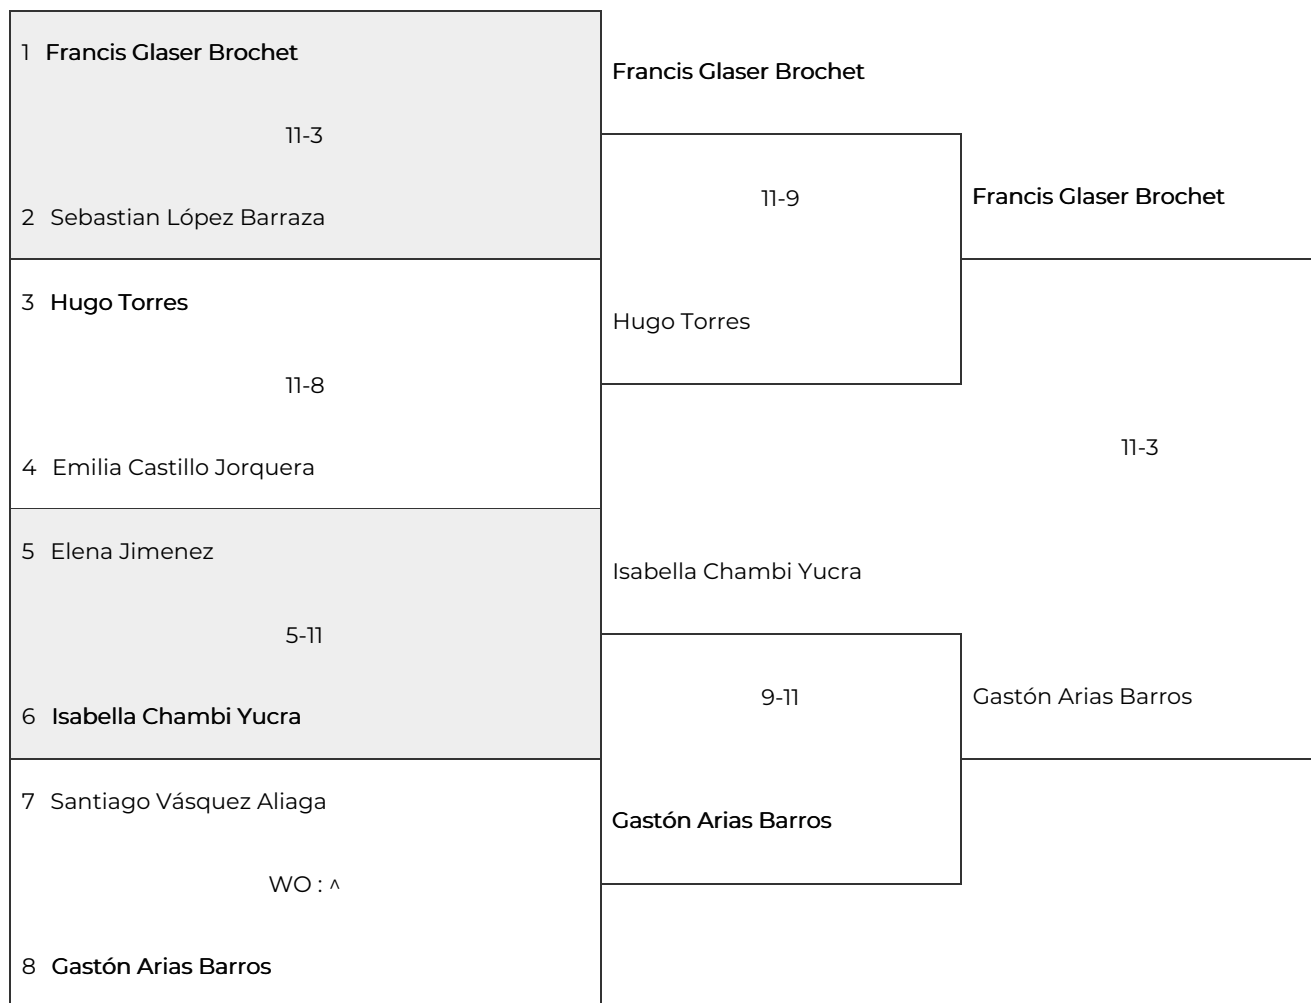 1 Francis Glaser Brochet
11-3
2 Sebastian López Barraza
3 Hugo Torres
11-8
4 Emilia Castillo Jorquera
5 Elena Jimenez
5-11
6 Isabella Chambi Yucra
7 Santiago Vásquez Aliaga
WO : ^
8 Gastón Arias Barros
Francis Glaser Brochet
11-9
Hugo Torres
Isabella Chambi Yucra
9-11
Gastón Arias Barros
Francis Glaser Brochet
11-3
Gastón Arias Barros